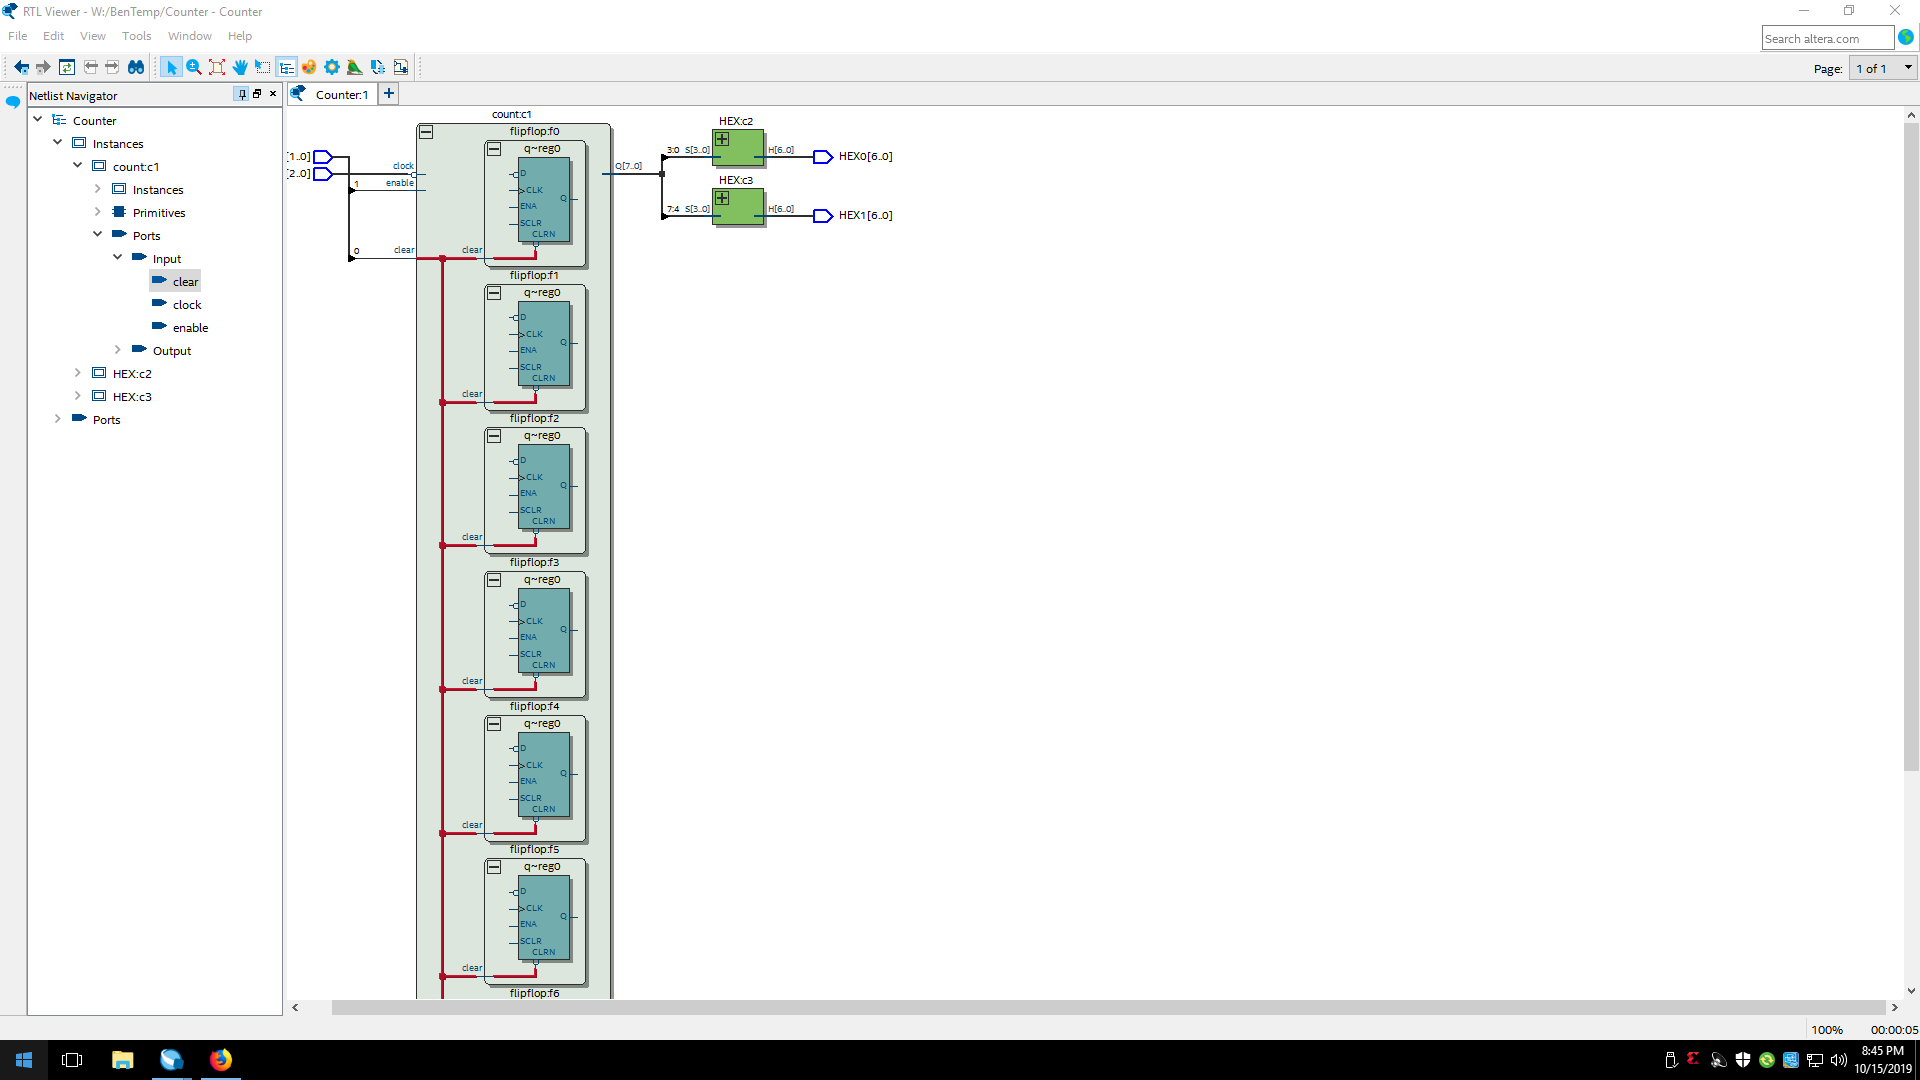 RTL Viewer - W:/BenTemp/Counter - Counter
File Edit View Tools Window Help
Search altera.com
Page: 1 of 1
Netlist Navigator
Counter
Instances
count:c1
Instances
Primitives
Ports
Input
clear
clock
enable
Output
HEX:c2
HEX:c3
Ports
Counter:1
count:c1
[1..0]
[2..0]
1
0
clock
enable
clear
flipflop:f0
q~reg0
D
CLK
ENA
Q
SCLR
CLRN
clear
flipflop:f1
q~reg0
D
CLK
ENA
Q
SCLR
CLRN
clear
flipflop:f2
q~reg0
D
CLK
ENA
Q
SCLR
CLRN
clear
flipflop:f3
q~reg0
D
CLK
ENA
Q
SCLR
CLRN
clear
flipflop:f4
q~reg0
D
CLK
ENA
Q
SCLR
CLRN
clear
flipflop:f5
q~reg0
D
CLK
ENA
Q
SCLR
CLRN
clear
flipflop:f6
Q[7..0]
HEX:c2
3:0 S[3..0] H[6..0] HEX0[6..0]
HEX:c3
7:4 S[3..0] H[6..0] HEX1[6..0]
100% 00:00:05
8:45 PM
10/15/2019